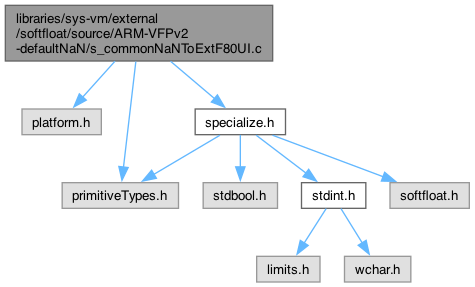 libraries/sys-vm/external
/softfloat/source/ARM-VFPv2
-defaultNaN/s_commonNaNToExtF80UI.c
platform.h
specialize.h
primitiveTypes.h
stdbool.h
stdint.h
softfloat.h
limits.h
wchar.h